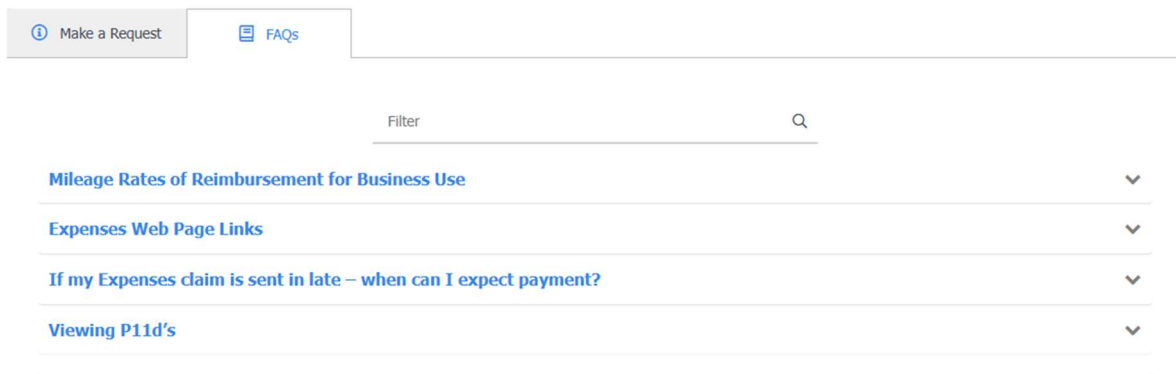 Make a Request
FAQs
Filter
Mileage Rates of Reimbursement for Business Use
Expenses Web Page Links
If my Expenses claim is sent in late – when can I expect payment?
Viewing P11d’s